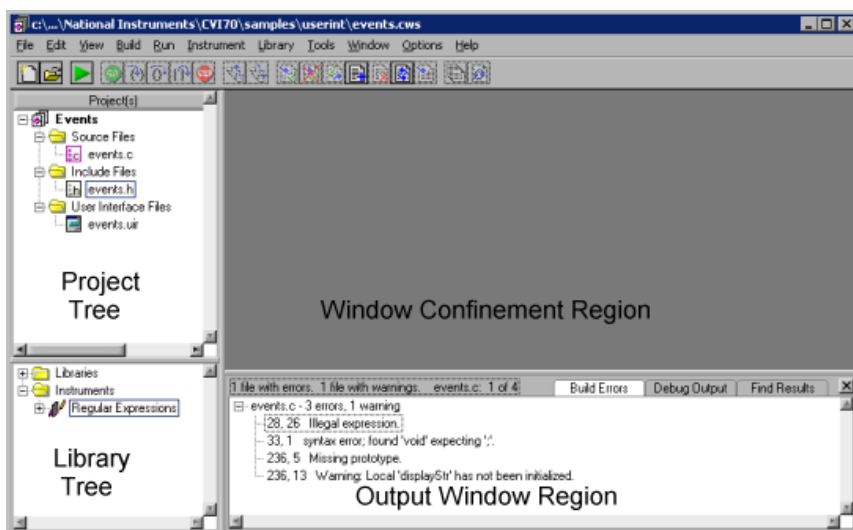 c:\...\National Instruments\CVI70\samples\userint\events.cws
File Edit View Build Run Instrument Library Tools Window Options Help
Project(s)
Events
Source Files
events.c
Include Files
events.h
User Interface Files
events.uir
Project
Tree
Window Confinement Region
Libraries
Instruments
Regular Expressions
Library
Tree
1 file with errors. 1 file with warnings. events.c: 1 of 4 Build Errors Debug Output Find Results
events.c - 3 errors, 1 warning
28, 26 Illegal expression.
33, 1 syntax error; found 'void' expecting ';'.
236, 5 Missing prototype.
236, 13 Warning: Local 'displayStr' has not been initialized.
Output Window Region